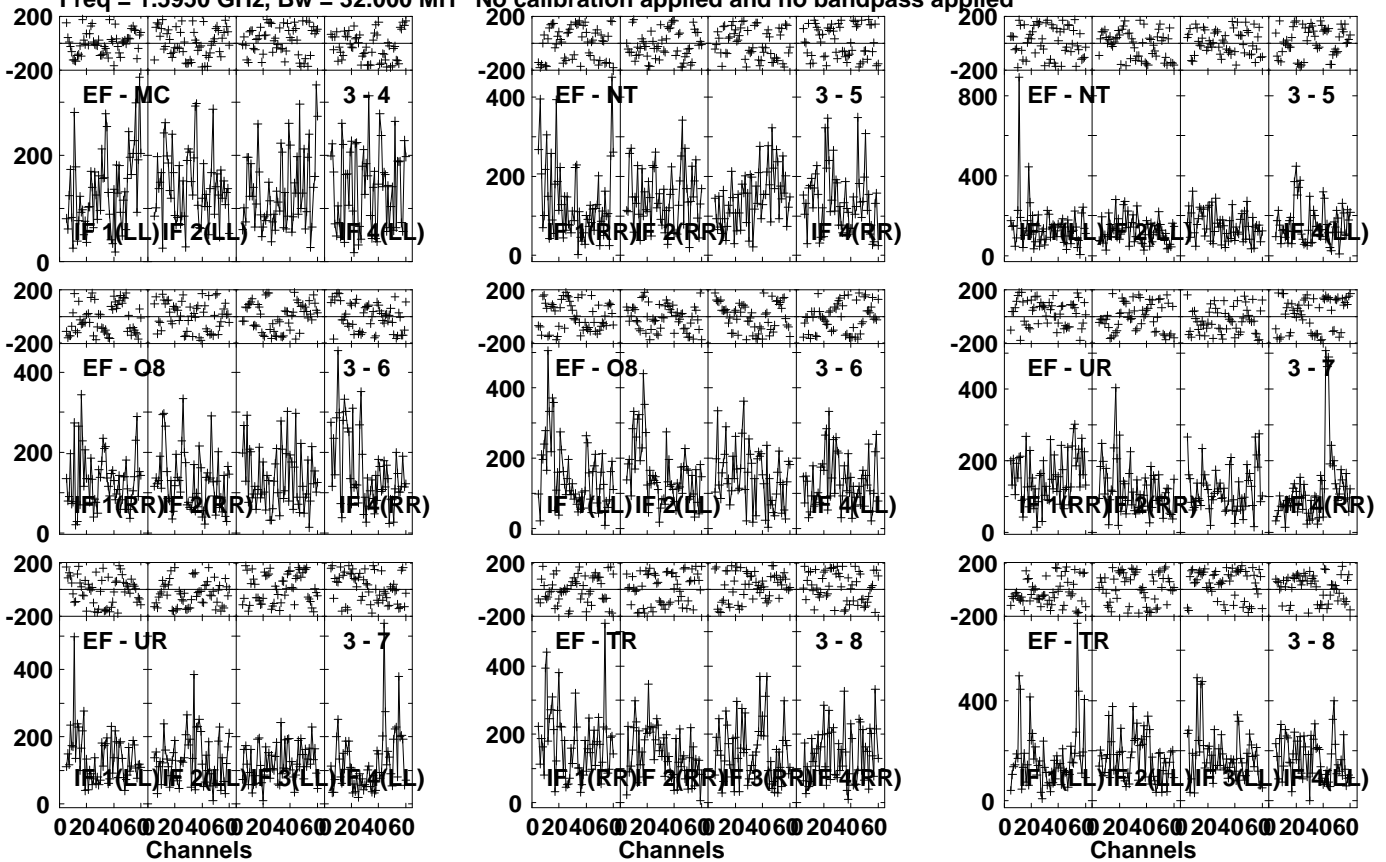 Freq = 1.5950 GHz, Bw = 32.000 MH No calibration applied and no bandpass applied
200
-200
EF - MC 3 - 4
200
0
IF 1(LL) IF 2(LL) IF 4(LL)
EF - NT 3 - 5
400
200
0
IF 1(RR) IF 2(RR) IF 4(RR)
200
-200
EF - NT 3 - 5
800
400
0
IF 1(LL) IF 2(LL) IF 4(LL)
200
-200
EF - O8 3 - 6
400
200
0
IF 1(RR) IF 2(RR) IF 4(RR)
200
-200
EF - O8 3 - 6
400
200
0
IF 1(LL) IF 2(LL) IF 4(LL)
200
-200
EF - UR 3 - 7
400
200
0
IF 1(RR) IF 2(RR) IF 4(RR)
200
-200
EF - UR 3 - 7
400
200
0
IF 1(LL) IF 2(LL) IF 3(LL) IF 4(LL)
0 20 40 60 0 20 40 60 0 20 40 60 0 20 40 60
Channels
200
-200
EF - TR 3 - 8
400
200
0
IF 1(RR) IF 2(RR) IF 3(RR) IF 4(RR)
0 20 40 60 0 20 40 60 0 20 40 60 0 20 40 60
Channels
200
-200
EF - TR 3 - 8
400
0
IF 1(LL) IF 2(LL) IF 3(LL) IF 4(LL)
0 20 40 60 0 20 40 60 0 20 40 60 0 20 40 60
Channels